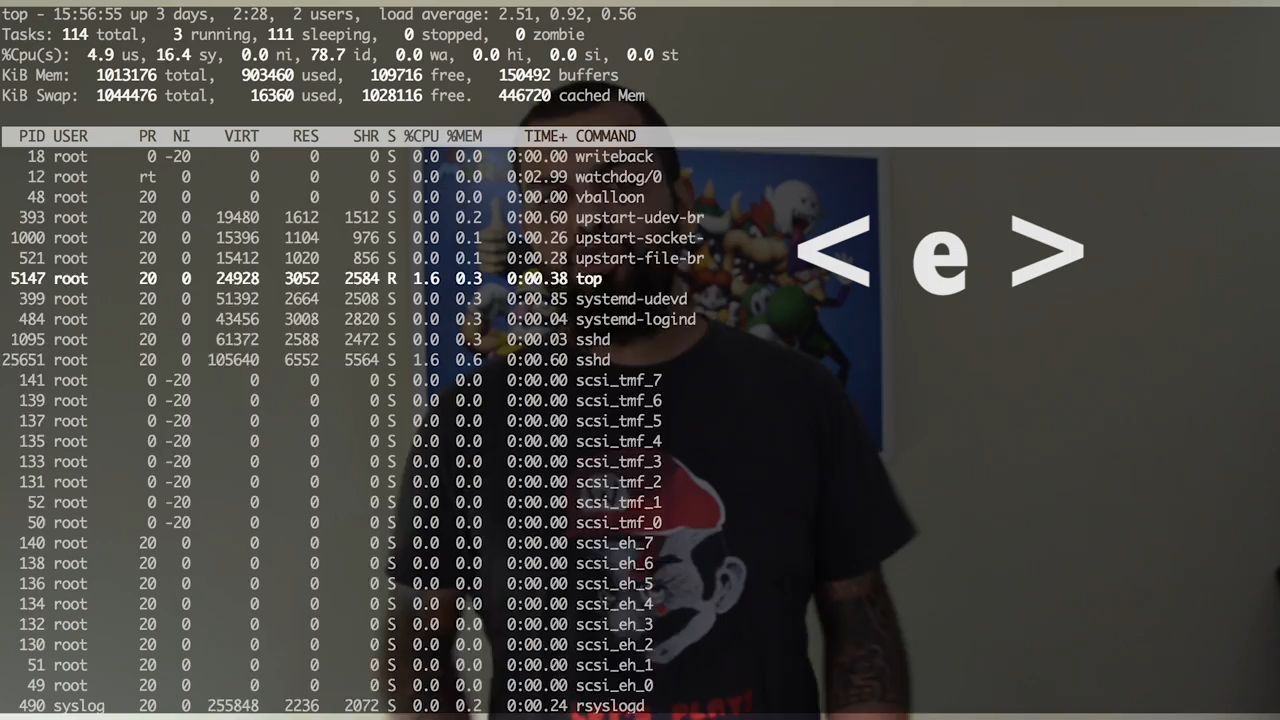 top - 15:56:55 up 3 days,  2:28,  2 users,  load average: 2.51, 0.92, 0.56
Tasks: 114 total,   3 running, 111 sleeping,   0 stopped,   0 zombie
%Cpu(s):  4.9 us, 16.4 sy,  0.0 ni, 78.7 id,  0.0 wa,  0.0 hi,  0.0 si,  0.0 st
KiB Mem:   1013176 total,   903460 used,   109716 free,   150492 buffers
KiB Swap:  1044476 total,    16360 used,  1028116 free.   446720 cached Mem
PID USER      PR  NI    VIRT    RES    SHR S %CPU %MEM     TIME+ COMMAND
18 root       0 -20       0      0      0 S  0.0  0.0   0:00.00 writeback
12 root      rt   0       0      0      0 S  0.0  0.0   0:02.99 watchdog/0
48 root      20   0       0      0      0 S  0.0  0.0   0:00.00 vballoon
393 root      20   0   19480   1612   1512 S  0.0  0.2   0:00.60 upstart-udev-br
1000 root      20   0   15396   1104    976 S  0.0  0.1   0:00.26 upstart-socket-
521 root      20   0   15412   1020    856 S  0.0  0.1   0:00.28 upstart-file-br
5147 root      20   0   24928   3052   2584 R  1.6  0.3   0:00.38 top
399 root      20   0   51392   2664   2508 S  0.0  0.3   0:00.85 systemd-udevd
484 root      20   0   43456   3008   2820 S  0.0  0.3   0:00.04 systemd-logind
1095 root      20   0   61372   2588   2472 S  0.0  0.3   0:00.03 sshd
25651 root      20   0  105640   6552   5564 S  1.6  0.6   0:00.60 sshd
141 root       0 -20       0      0      0 S  0.0  0.0   0:00.00 scsi_tmf_7
139 root       0 -20       0      0      0 S  0.0  0.0   0:00.00 scsi_tmf_6
137 root       0 -20       0      0      0 S  0.0  0.0   0:00.00 scsi_tmf_5
135 root       0 -20       0      0      0 S  0.0  0.0   0:00.00 scsi_tmf_4
133 root       0 -20       0      0      0 S  0.0  0.0   0:00.00 scsi_tmf_3
131 root       0 -20       0      0      0 S  0.0  0.0   0:00.00 scsi_tmf_2
52 root       0 -20       0      0      0 S  0.0  0.0   0:00.00 scsi_tmf_1
50 root       0 -20       0      0      0 S  0.0  0.0   0:00.00 scsi_tmf_0
140 root      20   0       0      0      0 S  0.0  0.0   0:00.00 scsi_eh_7
138 root      20   0       0      0      0 S  0.0  0.0   0:00.00 scsi_eh_6
136 root      20   0       0      0      0 S  0.0  0.0   0:00.00 scsi_eh_5
134 root      20   0       0      0      0 S  0.0  0.0   0:00.00 scsi_eh_4
132 root      20   0       0      0      0 S  0.0  0.0   0:00.00 scsi_eh_3
130 root      20   0       0      0      0 S  0.0  0.0   0:00.00 scsi_eh_2
51 root      20   0       0      0      0 S  0.0  0.0   0:00.00 scsi_eh_1
49 root      20   0       0      0      0 S  0.0  0.0   0:00.00 scsi_eh_0
490 syslog    20   0  255848   2236   2072 S  0.0  0.2   0:00.24 rsyslogd
< e >
PLAY!